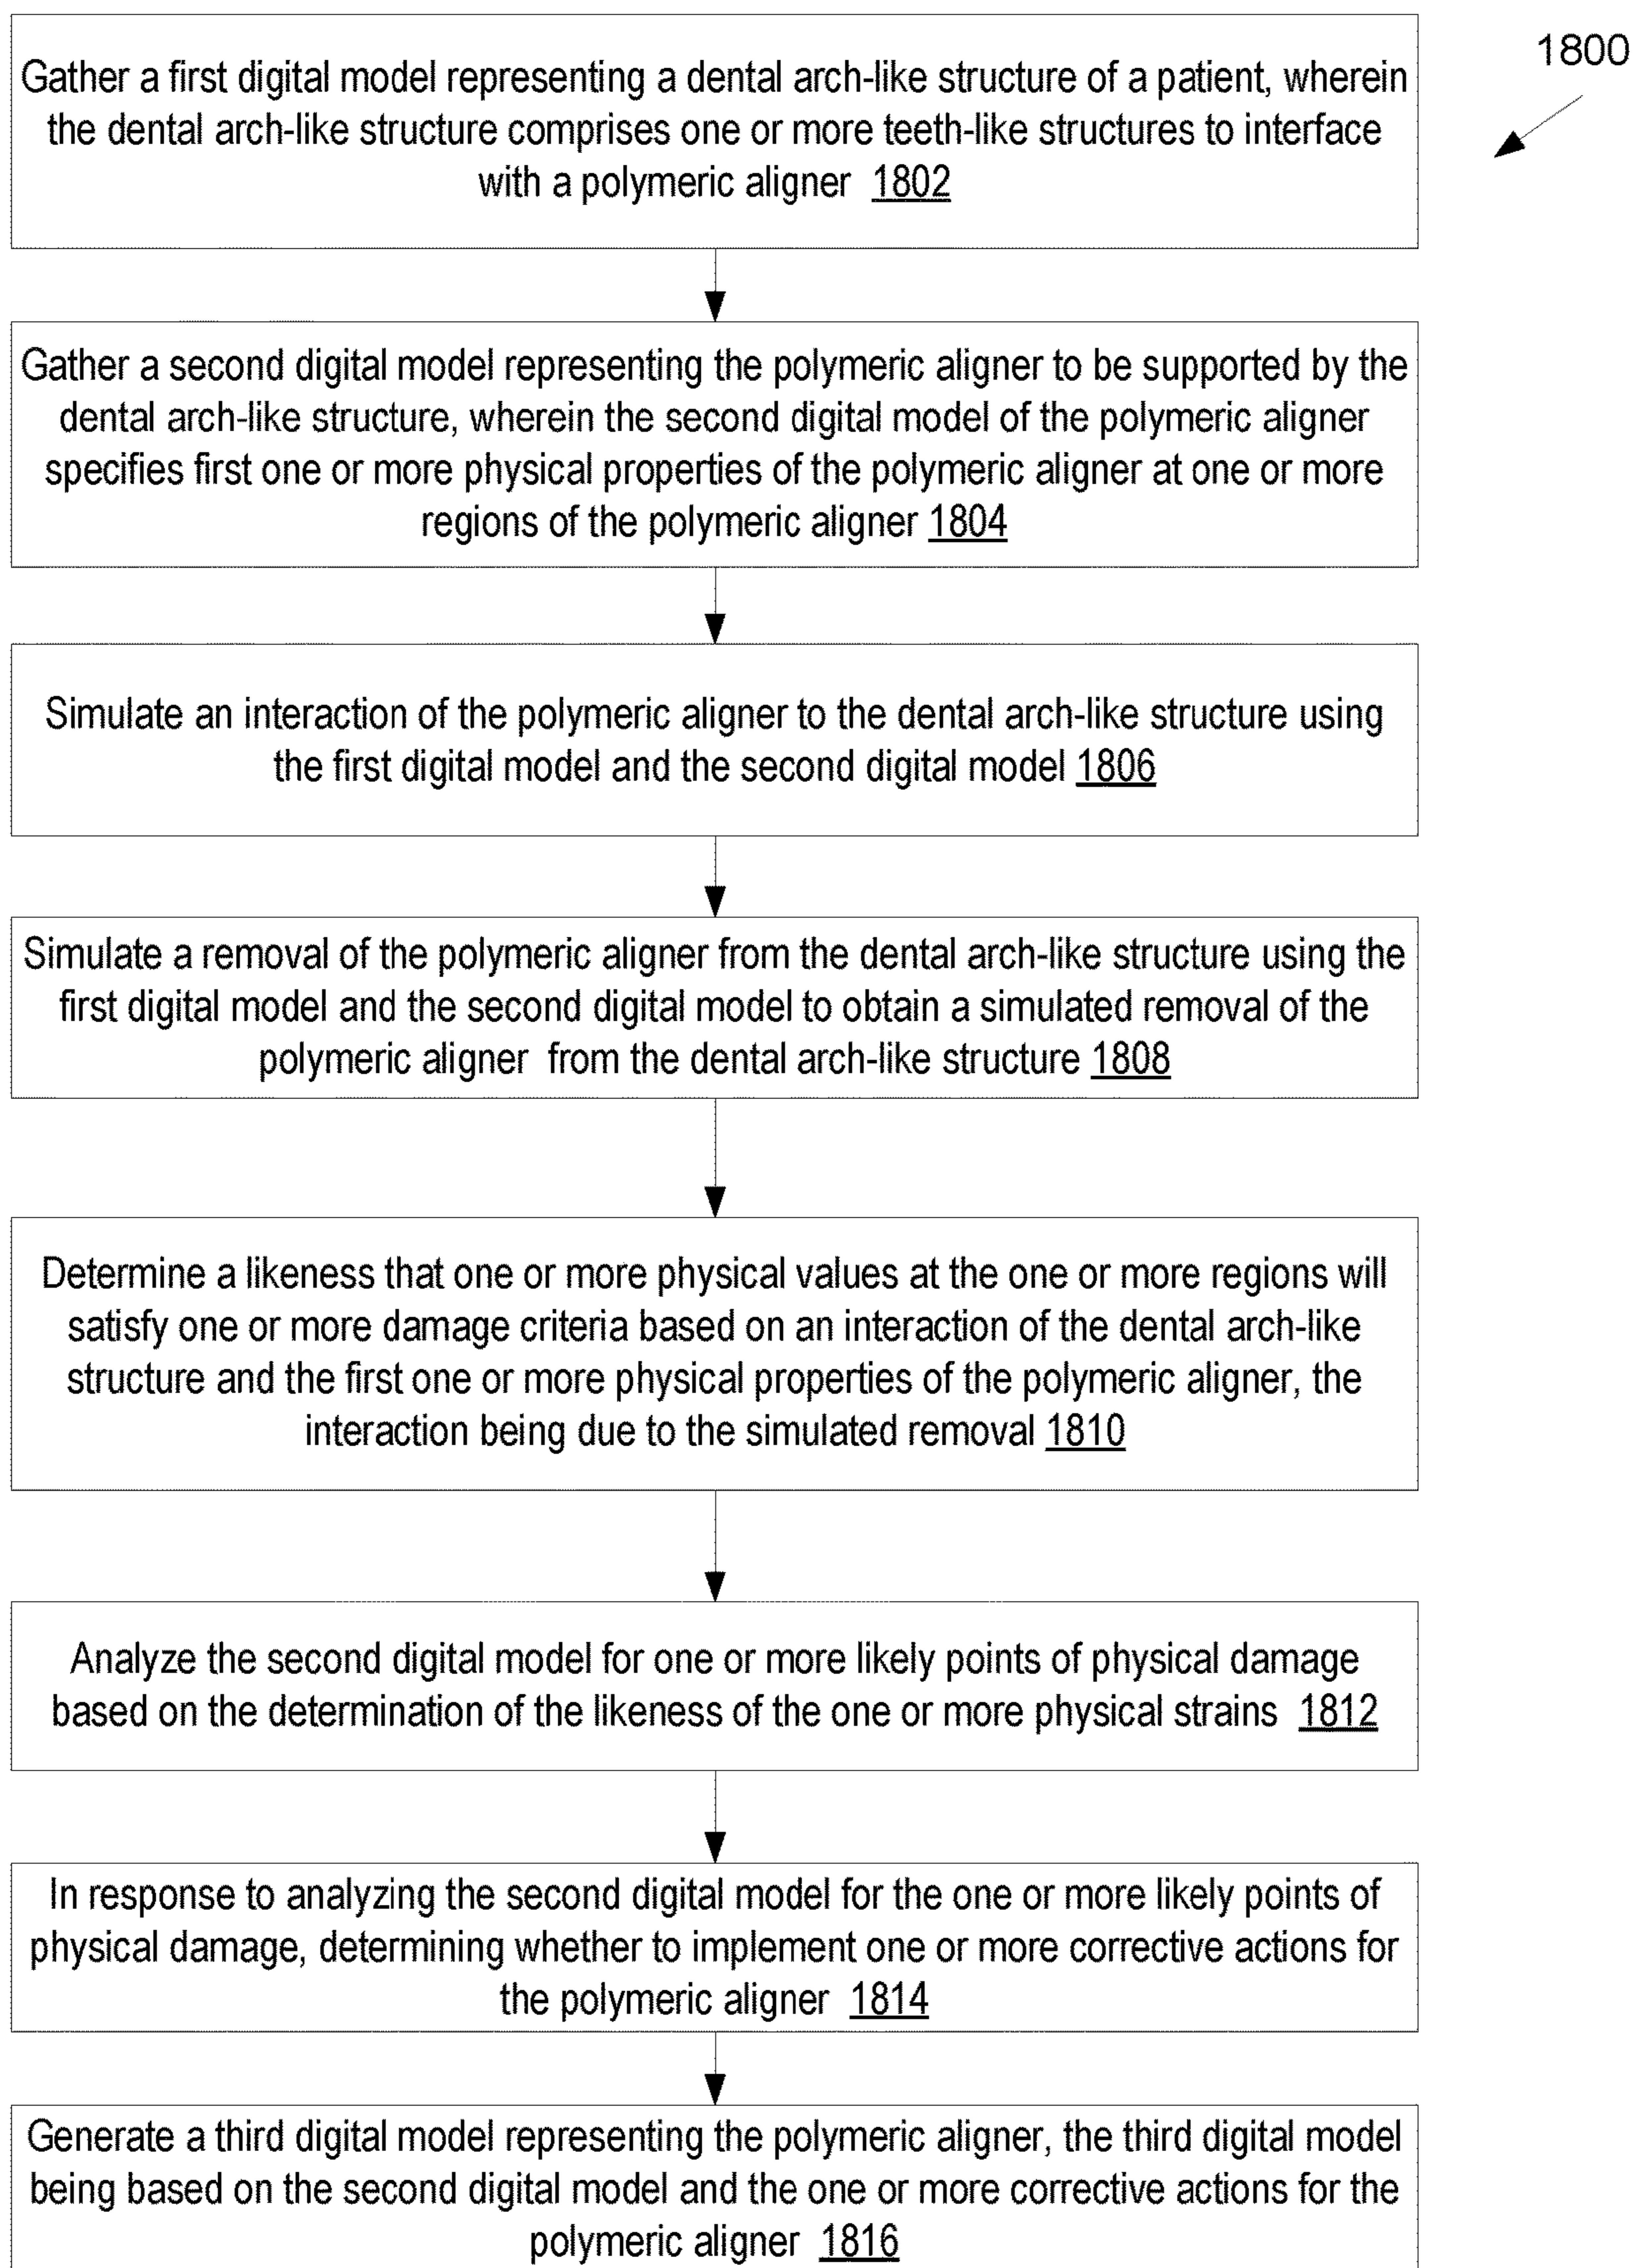 1800
Gather a first digital model representing a dental arch-like structure of a patient, wherein
the dental arch-like structure comprises one or more teeth-like structures to interface
with a polymeric aligner 1802
Gather a second digital model representing the polymeric aligner to be supported by the
dental arch-like structure, wherein the second digital model of the polymeric aligner
specifies first one or more physical properties of the polymeric aligner at one or more
regions of the polymeric aligner 1804
Simulate an interaction of the polymeric aligner to the dental arch-like structure using
the first digital model and the second digital model 1806
Simulate a removal of the polymeric aligner from the dental arch-like structure using the
first digital model and the second digital model to obtain a simulated removal of the
polymeric aligner from the dental arch-like structure 1808
Determine a likeness that one or more physical values at the one or more regions will
satisfy one or more damage criteria based on an interaction of the dental arch-like
structure and the first one or more physical properties of the polymeric aligner, the
interaction being due to the simulated removal 1810
Analyze the second digital model for one or more likely points of physical damage
based on the determination of the likeness of the one or more physical strains 1812
In response to analyzing the second digital model for the one or more likely points of
physical damage, determining whether to implement one or more corrective actions for
the polymeric aligner 1814
Generate a third digital model representing the polymeric aligner, the third digital model
being based on the second digital model and the one or more corrective actions for the
polymeric aligner 1816